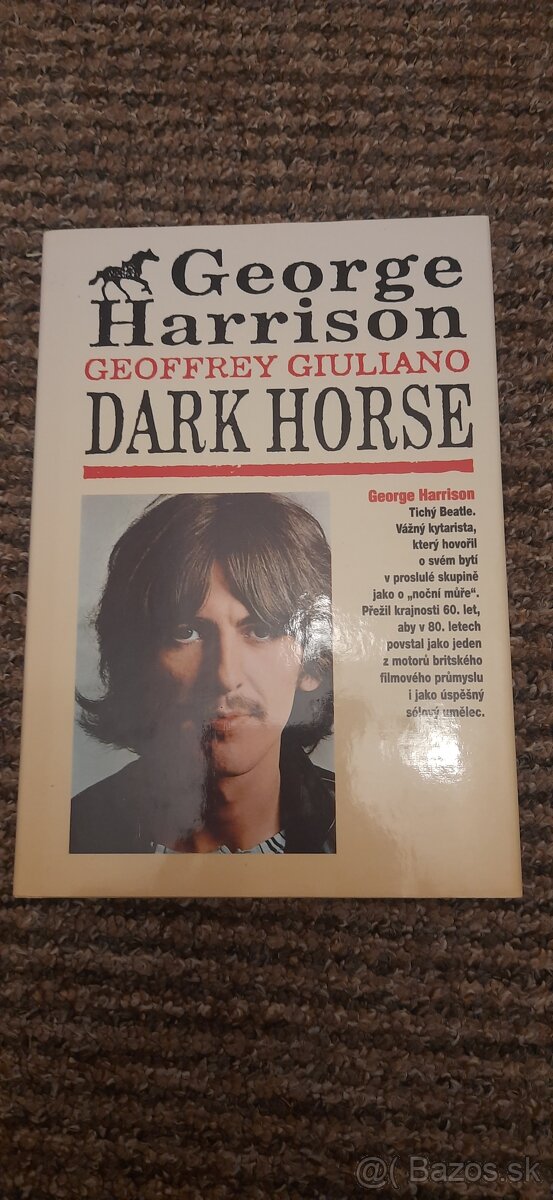 George
Harrison
GEOFFREY GIULIANO
DARK HORSE
George Harrison
Tichý Beatle.
Vážný kytarista,
který hovořil
o svém bytí
v proslulé skupině
jako o „noční můře“.
Přežil krajnosti 60. let,
aby v 80. letech
povstal jako jeden
z motorů britského
filmového průmyslu
i jako úspěšný
sólový umělec.
@( Bazos.sk